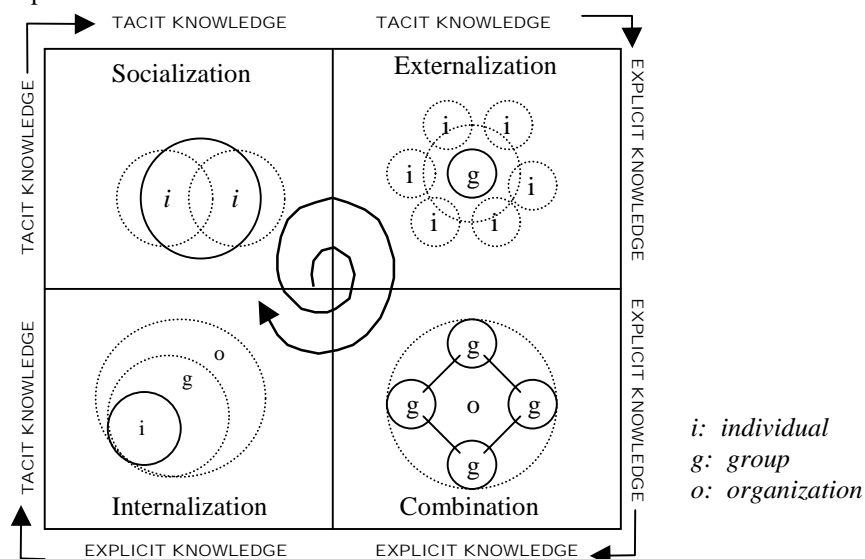 TACIT KNOWLEDGE TACIT KNOWLEDGE
TACIT KNOWLEDGE
EXPLICIT KNOWLEDGE
Socialization
Externalization
i i
i i
i g i
i i
i
g
o
g
g o g
g
Internalization
Combination
TACIT KNOWLEDGE
EXPLICIT KNOWLEDGE
EXPLICIT KNOWLEDGE EXPLICIT KNOWLEDGE
i: individual
g: group
o: organization